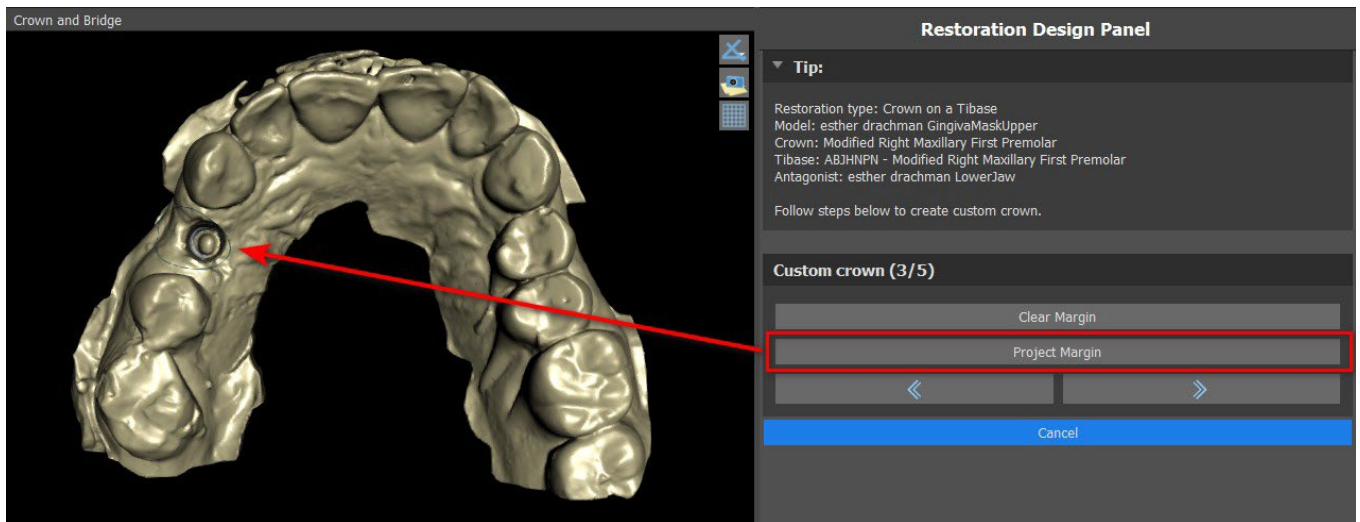 Crown and Bridge
Restoration Design Panel
Tip:
Restoration type: Crown on a Tibase
Model: esther drachman GingivaMaskUpper
Crown: Modified Right Maxillary First Premolar
Tibase: ABJHNPN - Modified Right Maxillary First Premolar
Antagonist: esther drachman LowerJaw
Follow steps below to create custom crown.
Custom crown (3/5)
Clear Margin
Project Margin
Cancel